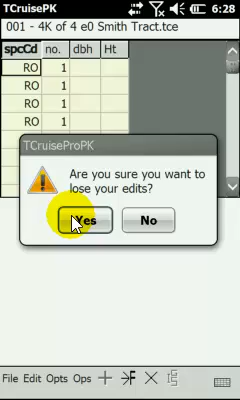 TCruisePK 6:28
001 - 4K of 4 e0 Smith Tract.tce
spcCd no. dbh Ht
RO 1
RO 1
RO 1
RO 1
TCruiseProPK
Are you sure you want to
lose your edits?
Yes No
File Edit Opts Ops